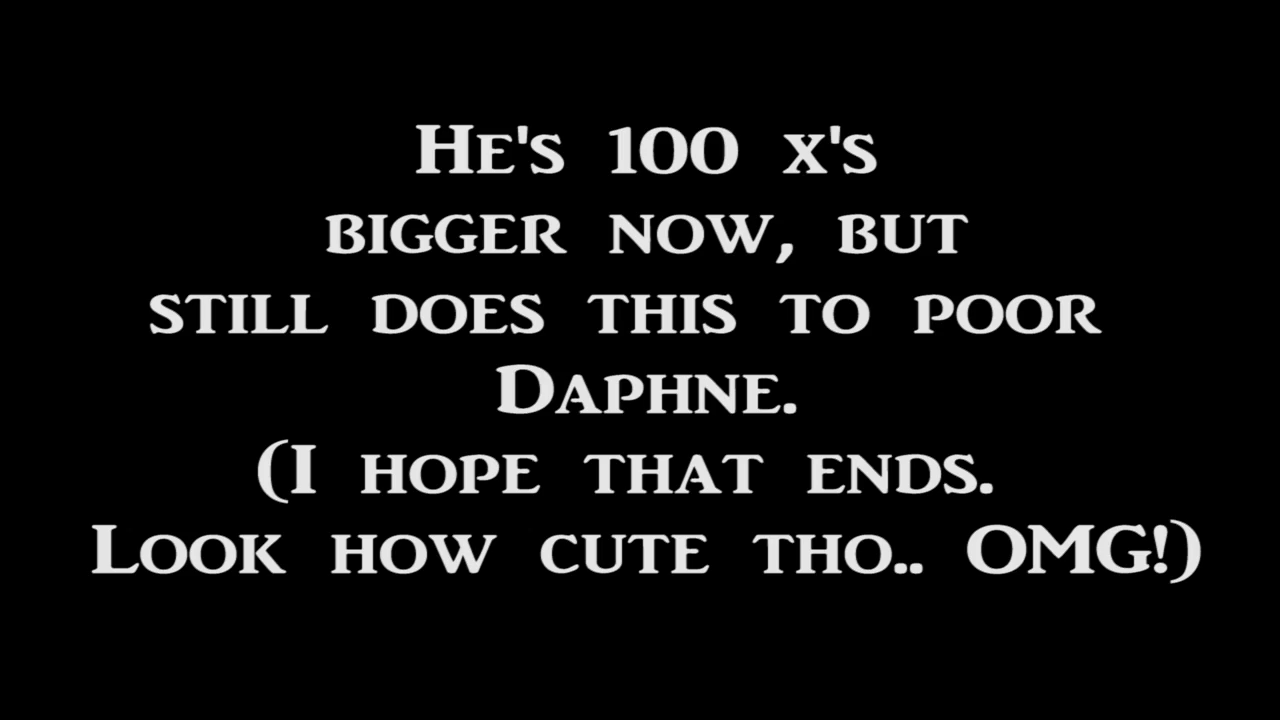 He's 100 x's
bigger now, but
still does this to poor
Daphne.
(I hope that ends.
Look how cute tho.. OMG!)